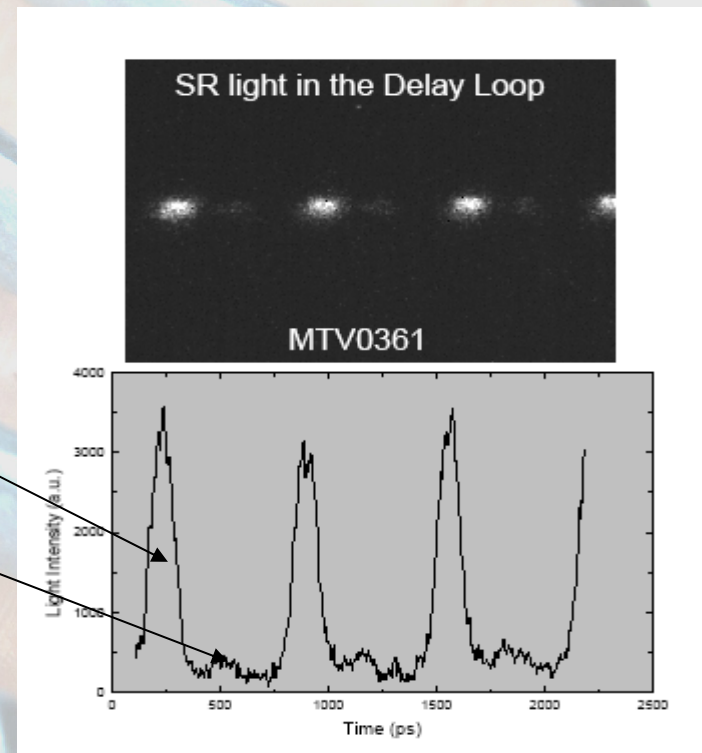 SR light in the Delay Loop
MTV0361
4000
3000
2000
1000
0
Light Intensity (a.u.)
0 500 1000 1500 2000 2500
Time (ps)